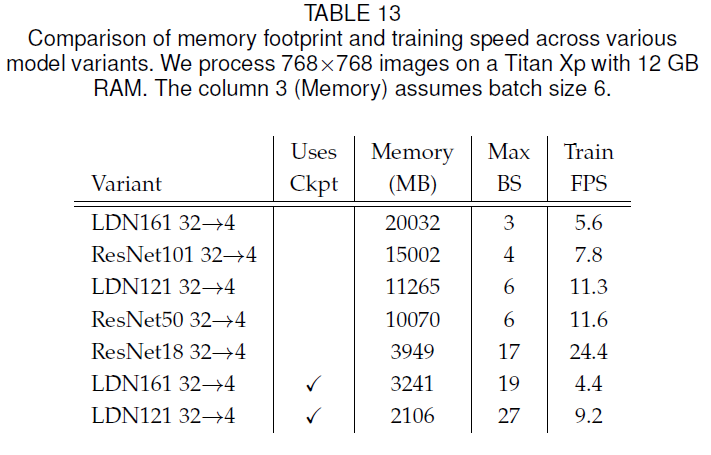 TABLE 13
Comparison of memory footprint and training speed across various
model variants. We process 768×768 images on a Titan Xp with 12 GB
RAM. The column 3 (Memory) assumes batch size 6.
Uses Memory Max Train
Variant Ckpt (MB) BS FPS
LDN161 32→4 20032 3 5.6
ResNet101 32→4 15002 4 7.8
LDN121 32→4 11265 6 11.3
ResNet50 32→4 10070 6 11.6
ResNet18 32→4 3949 17 24.4
LDN161 32→4 ✓ 3241 19 4.4
LDN121 32→4 ✓ 2106 27 9.2